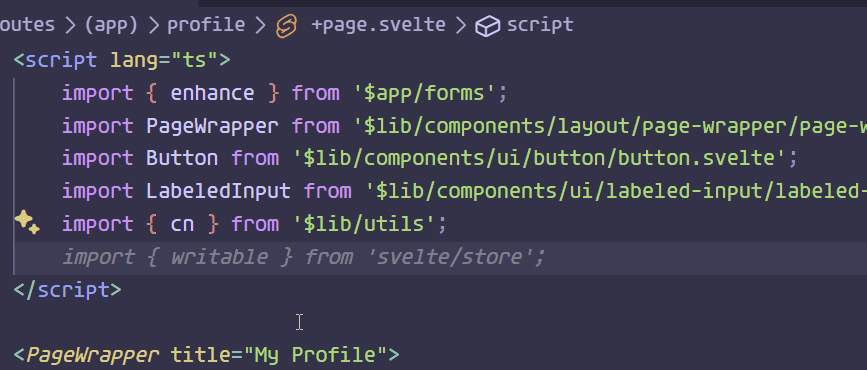 outes > (app) > profile > +page.svelte > script
<script lang="ts">
import { enhance } from '$app/forms';
import PageWrapper from '$lib/components/layout/page-wrapper/page-w
import Button from '$lib/components/ui/button/button.svelte';
import LabeledInput from '$lib/components/ui/labeled-input/labeled-
import { cn } from '$lib/utils';
import { writable } from 'svelte/store';
</script>
<PageWrapper title="My Profile">